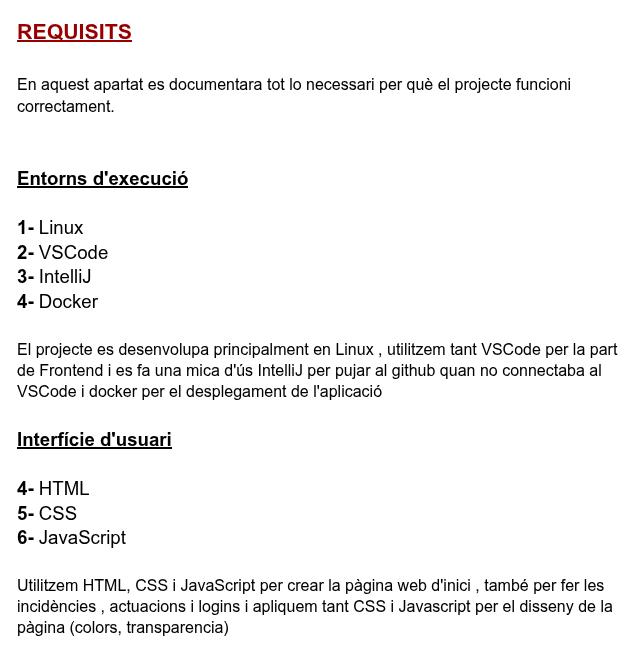 REQUISITS
En aquest apartat es documentara tot lo necessari per què el projecte funcioni
correctament.
Entorns d'execució
1- Linux
2- VSCode
3- IntelliJ
4- Docker
El projecte es desenvolupa principalment en Linux , utilitzem tant VSCode per la part
de Frontend i es fa una mica d'ús IntelliJ per pujar al github quan no connectaba al
VSCode i docker per el desplegament de l'aplicació
Interfície d'usuari
4- HTML
5- CSS
6- JavaScript
Utilitzem HTML, CSS i JavaScript per crear la pàgina web d'inici , també per fer les
incidències , actuacions i logins i apliquem tant CSS i Javascript per el disseny de la
pàgina (colors, transparencia)